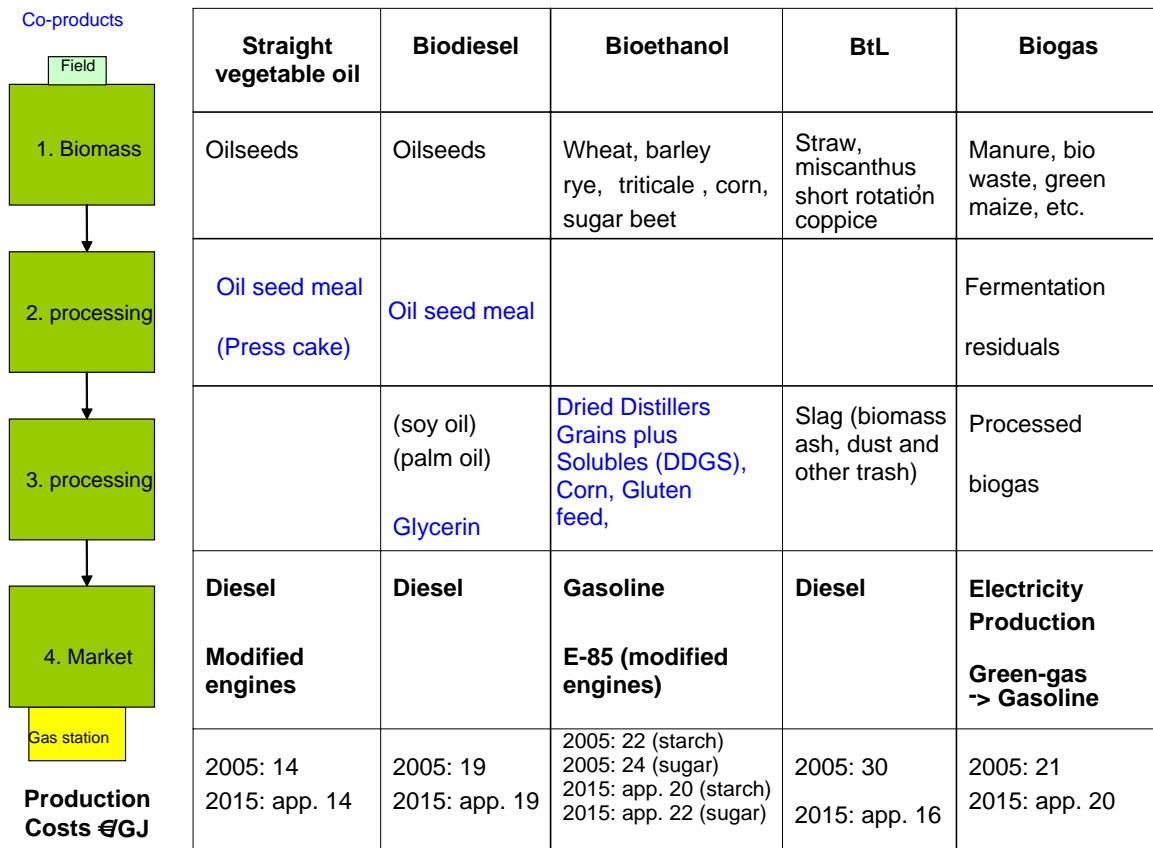 Co-products
Field
Straight
vegetable oil
Biodiesel
Bioethanol
BtL
Biogas
1. Biomass
Oilseeds
Oilseeds
Wheat, barley
rye, triticale , corn,
sugar beet
Straw,
miscanthus,
short rotation
coppice
Manure, bio
waste, green
maize, etc.
2. processing
Oil seed meal
(Press cake)
Oil seed meal
Fermentation
residuals
3. processing
(soy oil)
(palm oil)
Glycerin
Dried Distillers
Grains plus
Solubles (DDGS),
Corn, Gluten
feed,
Slag (biomass
ash, dust and
other trash)
Processed
biogas
4. Market
Diesel
Modified
engines
Diesel
Gasoline
E-85 (modified
engines)
Diesel
Electricity
Production
Green-gas
-> Gasoline
Gas station
Production
Costs €/GJ
2005: 14
2015: app. 14
2005: 19
2015: app. 19
2005: 22 (starch)
2005: 24 (sugar)
2015: app. 20 (starch)
2015: app. 22 (sugar)
2005: 30
2015: app. 16
2005: 21
2015: app. 20